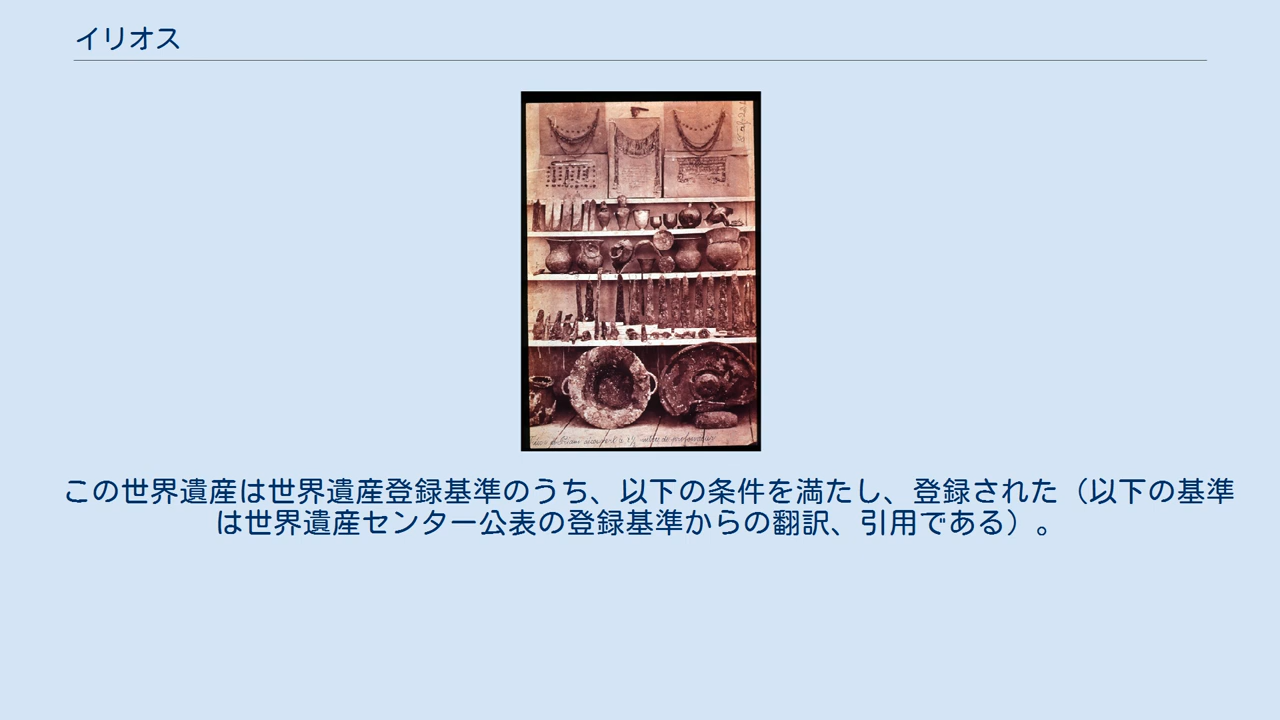 イリオス
この世界遺産は世界遺産登録基準のうち、以下の条件を満たし、登録された（以下の基準
は世界遺産センター公表の登録基準からの翻訳、引用である）。